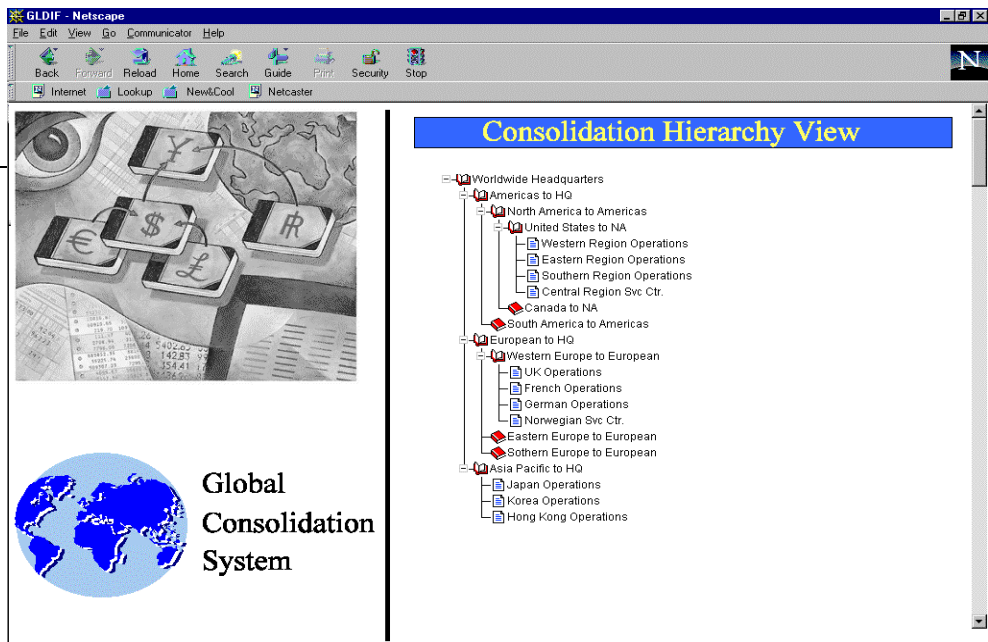 GLDIF - Netscape
File Edit View Go Communicator Help
Back Forward Reload Home Search Guide Print Security Stop
N
Internet Lookup New&Cool Netcaster
Consolidation Hierarchy View
Worldwide Headquarters
Americas to HQ
North America to Americas
United States to NA
Western Region Operations
Eastern Region Operations
Southern Region Operations
Central Region Svc Ctr.
Canada to NA
South America to Americas
European to HQ
Western Europe to European
UK Operations
French Operations
German Operations
Norwegian Svc Ctr.
Eastern Europe to European
Sothern Europe to European
Asia Pacific to HQ
Japan Operations
Korea Operations
Hong Kong Operations
¥
$
€
£
Global
Consolidation
System